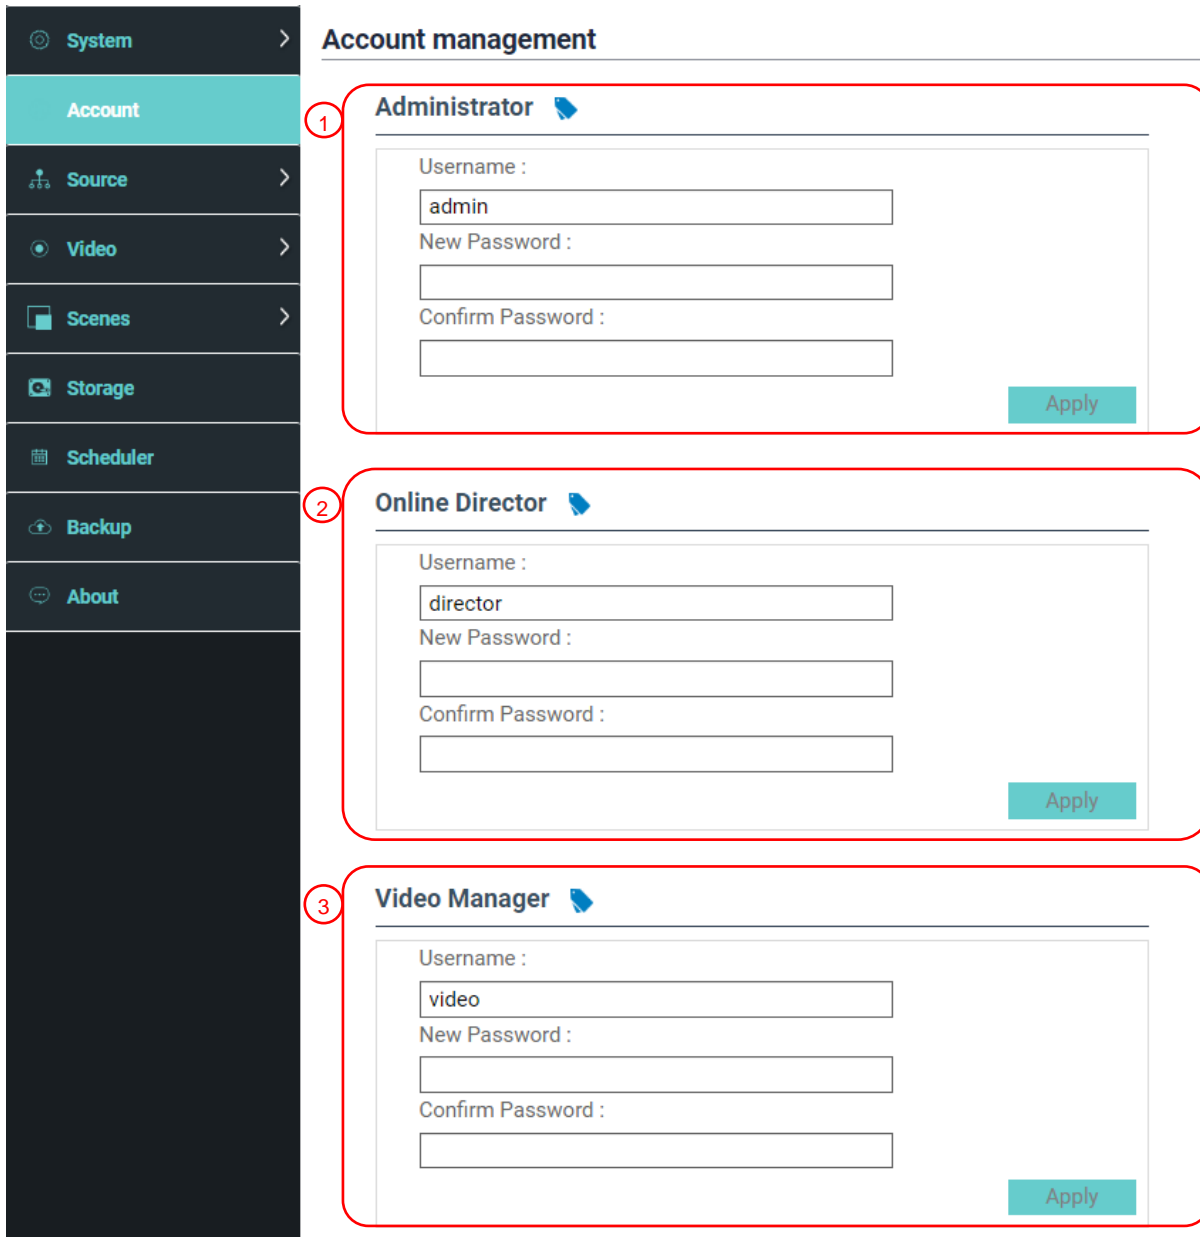 System
Account
Source
Video
Scenes
Storage
Scheduler
Backup
About
Account management
1
Administrator
Username :
admin
New Password :
Confirm Password :
Apply
2
Online Director
Username :
director
New Password :
Confirm Password :
Apply
3
Video Manager
Username :
video
New Password :
Confirm Password :
Apply